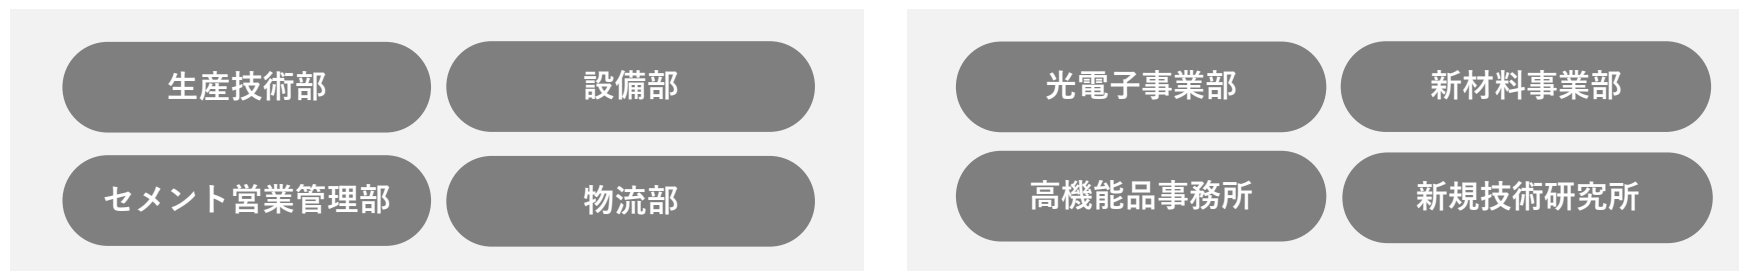 生産技術部
設備部
セメント営業管理部
物流部
光電子事業部
新材料事業部
高機能品事務所
新規技術研究所